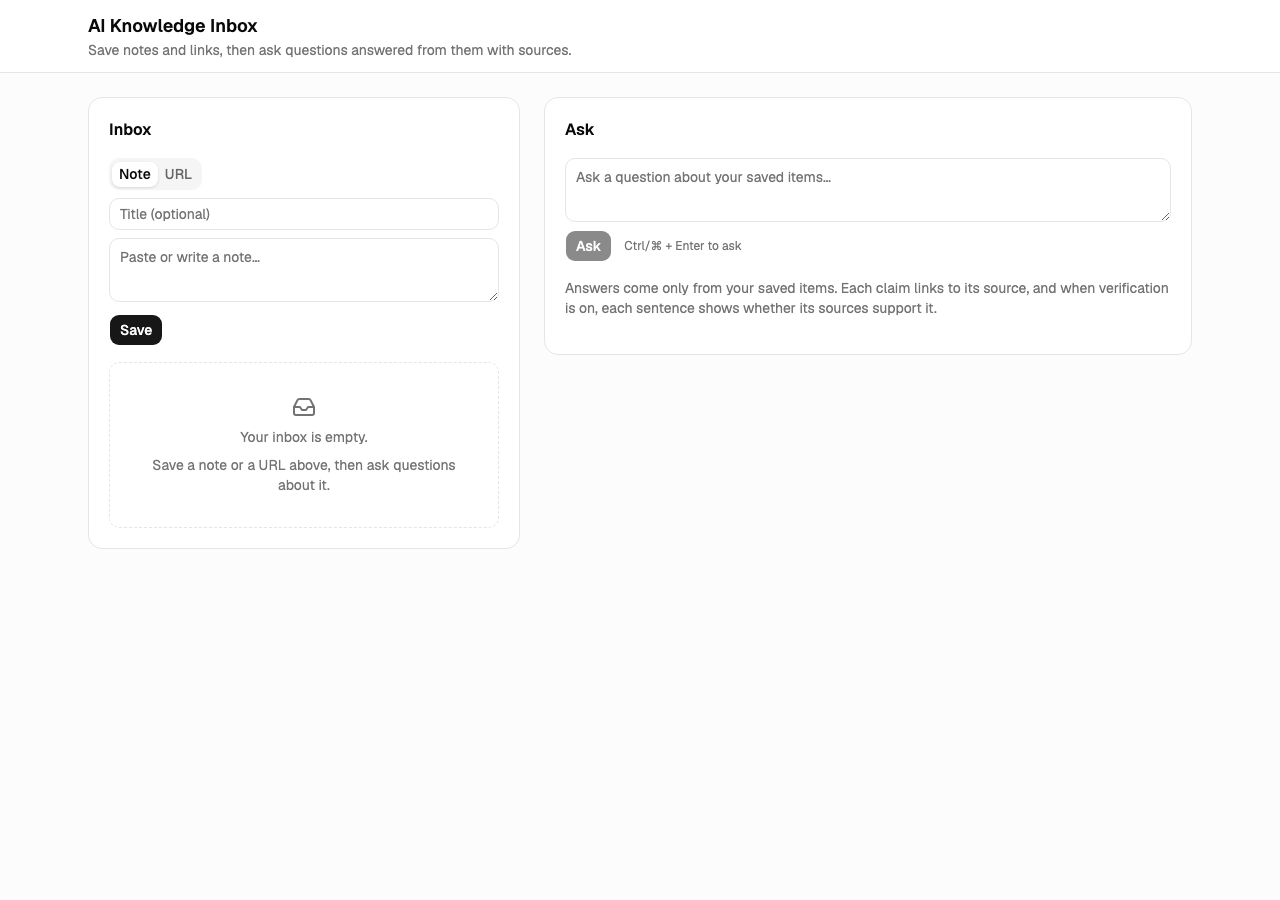 AI Knowledge Inbox
Save notes and links, then ask questions answered from them with sources.
Inbox
Note URL
Title (optional)
Paste or write a note…
Save
Your inbox is empty.
Save a note or a URL above, then ask questions
about it.
Ask
Ask a question about your saved items…
Ask Ctrl/⌘ + Enter to ask
Answers come only from your saved items. Each claim links to its source, and when verification
is on, each sentence shows whether its sources support it.